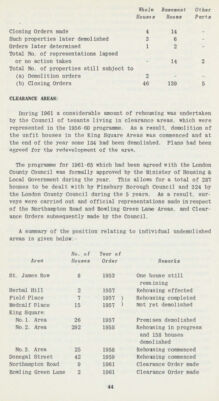 Whole Basement Other
Houses Rooms Parts
Closing Orders made 4 14 -
Such properties later demolished 3 6 -
Orders later determined 1 2 -
Total No. of representations lapsed
or no action taken - 14 2
Total No. of properties still subject to
(a) Demolition orders 2 - -
(b) Closing Orders 46 139 5
CLEARANCE AREAS:
During 1961 a considerable amount of rehousing was undertaken
by the Council of tenants living in clearance areas, which were
represented in the 1956-60 programme. As a result, demolition of
the unfit houses in the King Square Areas was commenced and at
the end of the year some 184 had been demolished. Plans had been
agreed for the redevelopment of the area.
The programme for 1961-65 which had been agreed with the London
County Council was formally approved by the Minister of Housing &
Local Government during the year. This allows for a total of 287
houses to be dealt with by Finsbury Borough Council and 324 by
the London County Council during the 5 years. As a result, sur-
veys were carried out and official representations made in respect
of the Northampton Road and Bowling Green Lane Areas, and Clear-
ance Orders subsequently made by the Council.
A summary of the position relating to individual undemolished
areas is given below:-
No. of Year of
Area Houses Order Remarks
St. James Row 8 1953 One house still
remaining
Herbal Hill 2 1957 Rehousing effected
Field Place 7 1957 ) Rehousing completed
Medcalf Place 15 1957 ) Not yet demolished
King Square:
No.1. Area 26 1957 Premises demolished
No.2. Area 292 1958 Rehousing in progress
and 158 houses
demolished
No.3. Area 25 1958 Rehousing commenced
Donegal Street 42 1959 Rehousing commenced
Northampton Road 9 1961 Clearance Order made
Bowling Green Lane 2 1961 Clearance Order made
44